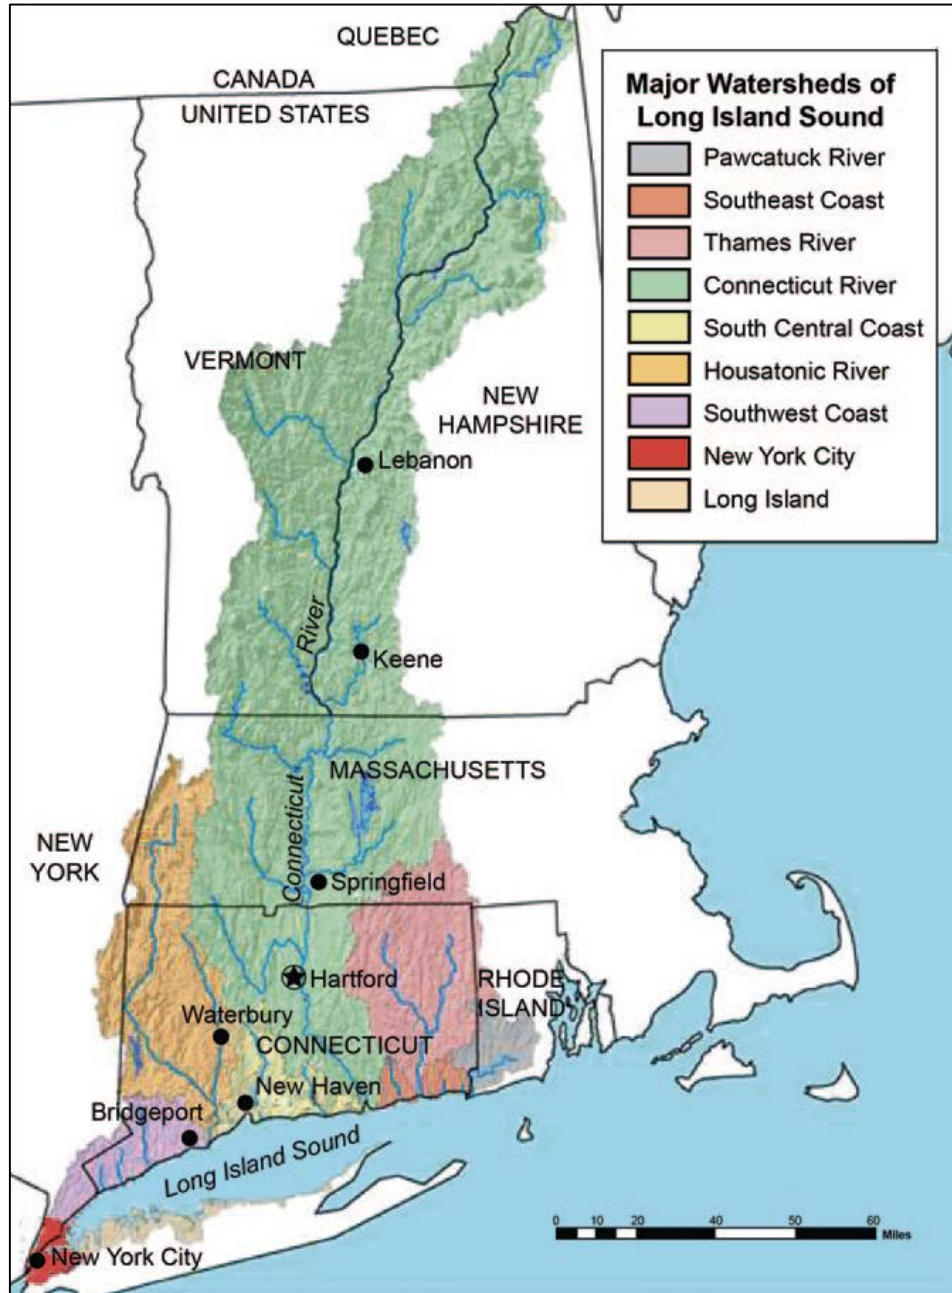 QUEBEC
CANADA
UNITED STATES
Major Watersheds of
Long Island Sound
Pawcatuck River
Southeast Coast
Thames River
Connecticut River
South Central Coast
Housatonic River
Southwest Coast
New York City
Long Island
VERMONT
NEW
HAMPSHIRE
Lebanon
River
Keene
MASSACHUSETTS
Connecticut
NEW
YORK
Springfield
Hartford
RHODE
ISLAND
Waterbury
CONNECTICUT
New Haven
Bridgeport
Long Island Sound
New York City
0 10 20 40 50 60
Miles